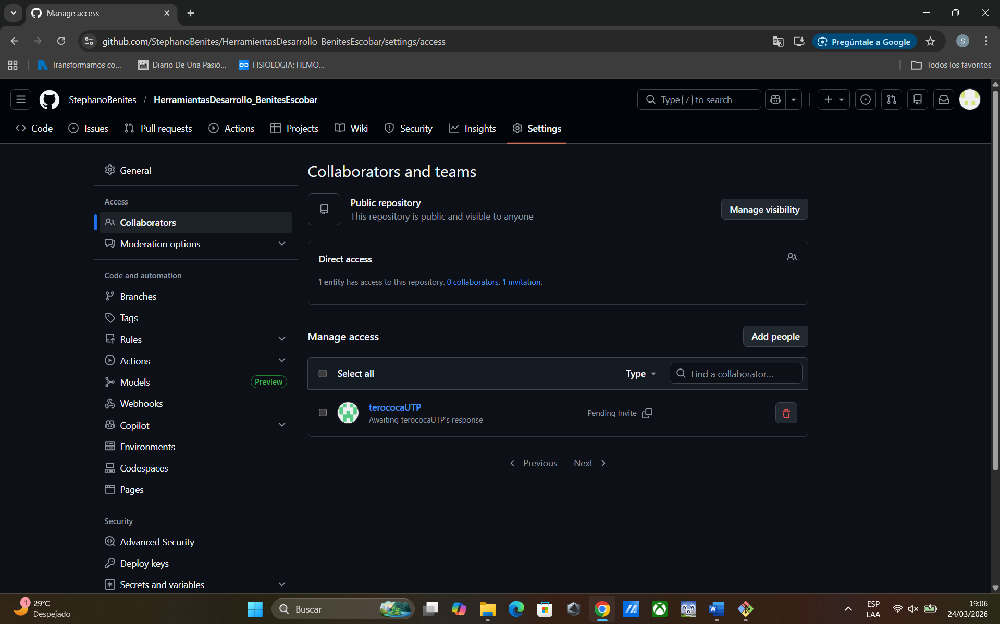 Manage access
github.com/StephanoBenites/HerramientasDesarrollo_BenitesEscobar/settings/access
Pregúntale a Google
S
Transformamos co...
Diario De Una Pasió...
FISIOLOGIA: HEMO...
Todos los favoritos
StephanoBenites / HerramientasDesarrollo_BenitesEscobar
Type / to search
Code
Issues
Pull requests
Actions
Projects
Wiki
Security
Insights
Settings
General
Access
Collaborators
Moderation options
Code and automation
Branches
Tags
Rules
Actions
Models
Preview
Webhooks
Copilot
Environments
Codespaces
Pages
Security
Advanced Security
Deploy keys
Secrets and variables
Collaborators and teams
Public repository
This repository is public and visible to anyone
Manage visibility
Direct access
1 entity has access to this repository. 0 collaborators. 1 invitation.
Manage access
Add people
Select all
Type
Find a collaborator...
terococaUTP
Awaiting terococaUTP's response
Pending Invite
Previous
Next
1
29°C
Despejado
Buscar
ESP
LAA
19:06
24/03/2026